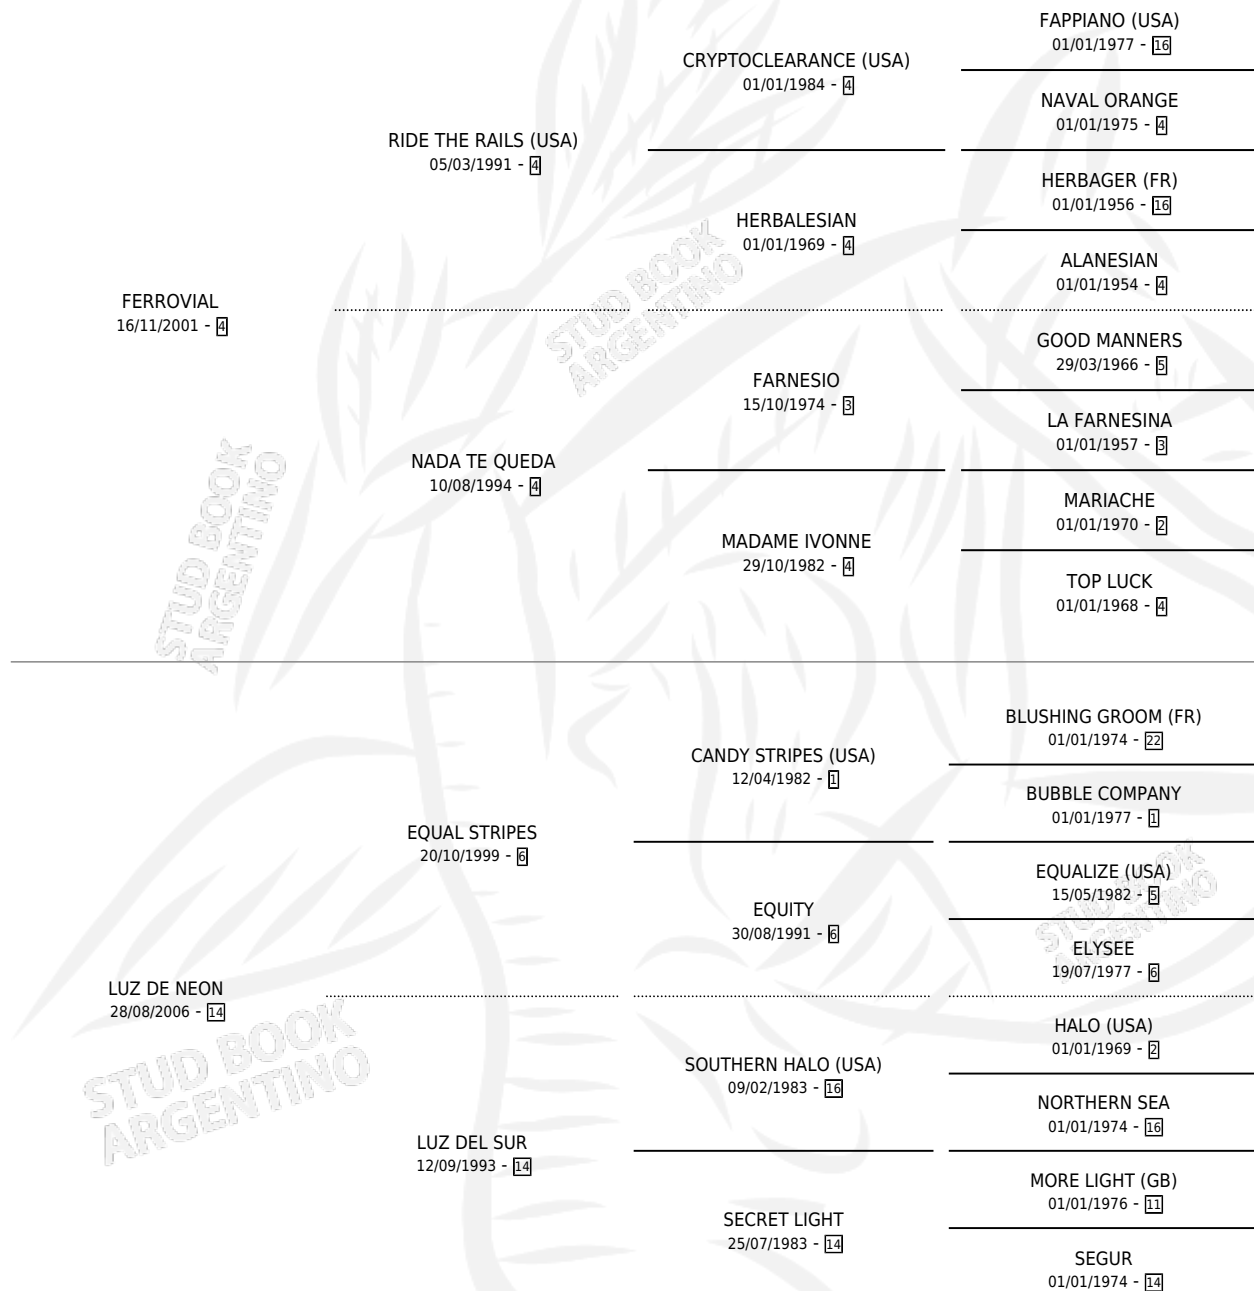 FAPPIANO (USA)
01/01/1977 - 16
CRYPTOCLEARANCE (USA)
01/01/1984 - 4
NAVAL ORANGE
01/01/1975 - 4
RIDE THE RAILS (USA)
05/03/1991 - 4
HERBAGER (FR)
01/01/1956 - 16
HERBALESIAN
01/01/1969 - 4
ALANESIAN
01/01/1954 - 4
FERROVIAL
16/11/2001 - 4
GOOD MANNERS
29/03/1966 - 5
FARNESIO
15/10/1974 - 3
LA FARNESINA
01/01/1957 - 3
NADA TE QUEDA
10/08/1994 - 4
MARIACHE
01/01/1970 - 2
MADAME IVONNE
29/10/1982 - 4
TOP LUCK
01/01/1968 - 4
STUD BOOK
ARGENTINO
STUD BOOK
ARGENTINO
BLUSHING GROOM (FR)
01/01/1974 - 22
CANDY STRIPES (USA)
12/04/1982 - 1
BUBBLE COMPANY
01/01/1977 - 1
EQUAL STRIPES
20/10/1999 - 6
EQUALIZE (USA)
15/05/1982 - 5
EQUITY
30/08/1991 - 6
ELYSEE
19/07/1977 - 6
STUD BOOK
ARGENTINO
LUZ DE NEON
28/08/2006 - 14
HALO (USA)
01/01/1969 - 2
SOUTHERN HALO (USA)
09/02/1983 - 16
NORTHERN SEA
01/01/1974 - 16
STUD BOOK
ARGENTINO
LUZ DEL SUR
12/09/1993 - 14
MORE LIGHT (GB)
01/01/1976 - 11
SECRET LIGHT
25/07/1983 - 14
SEGUR
01/01/1974 - 14